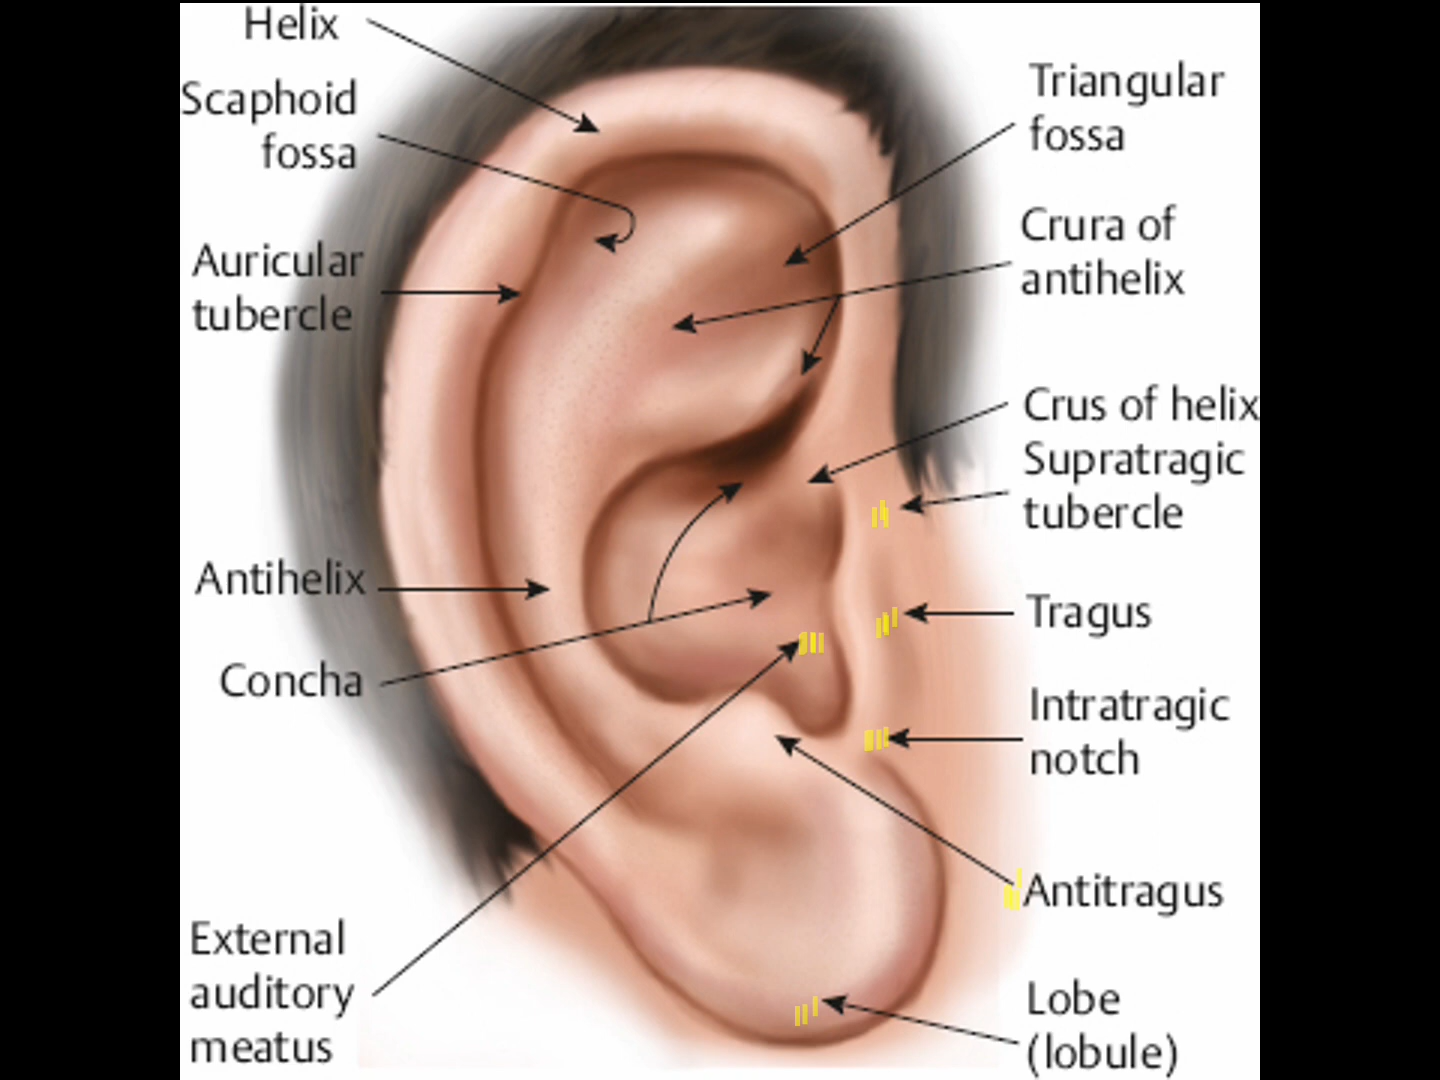 Helix
Scaphoid
fossa
Auricular
tubercle
Antihelix
Concha
External
auditory
meatus
Triangular
fossa
Crura of
antihelix
Crus of helix
Supratragic
tubercle
Tragus
Intratragic
notch
Antitragus
Lobe
(lobule)